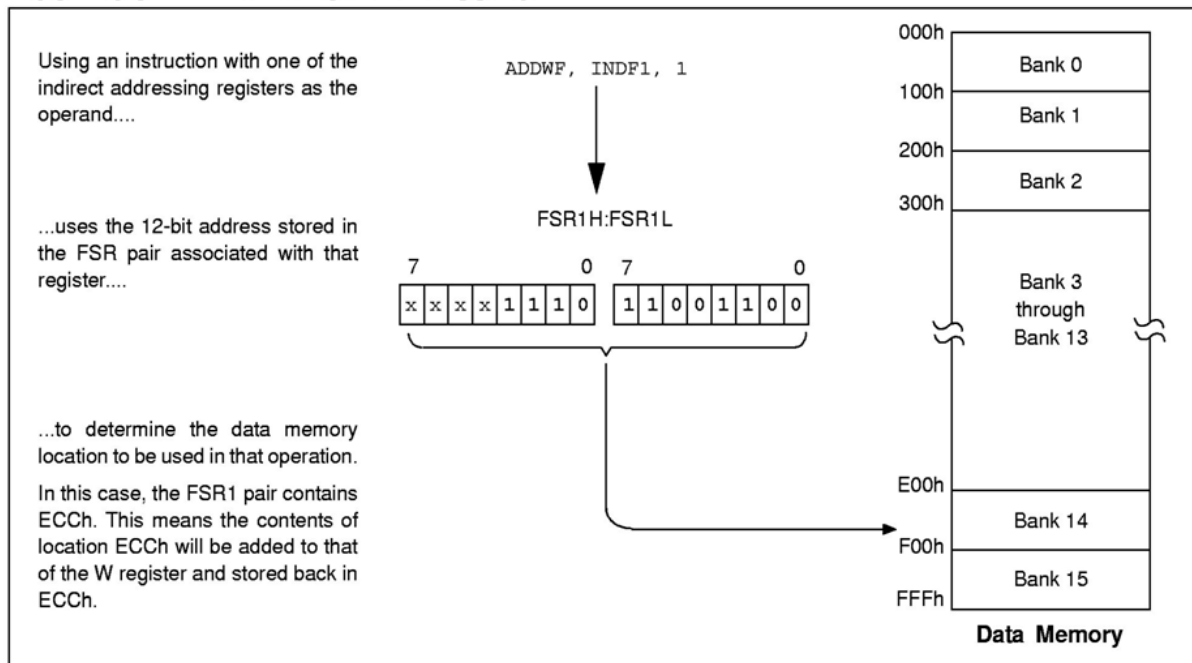 Using an instruction with one of the
indirect addressing registers as the
operand....
ADDWF, INDF1, 1
...uses the 12-bit address stored in
the FSR pair associated with that
register....
FSR1H:FSR1L
7 0 7 0
x x x x 1 1 1 0 1 1 0 0 1 1 0 0
...to determine the data memory
location to be used in that operation.
In this case, the FSR1 pair contains
ECCh. This means the contents of
location ECCh will be added to that
of the W register and stored back in
ECCh.
000h
Bank 0
100h
Bank 1
200h
Bank 2
300h
Bank 3
through
Bank 13
E00h
Bank 14
F00h
Bank 15
FFFh
Data Memory